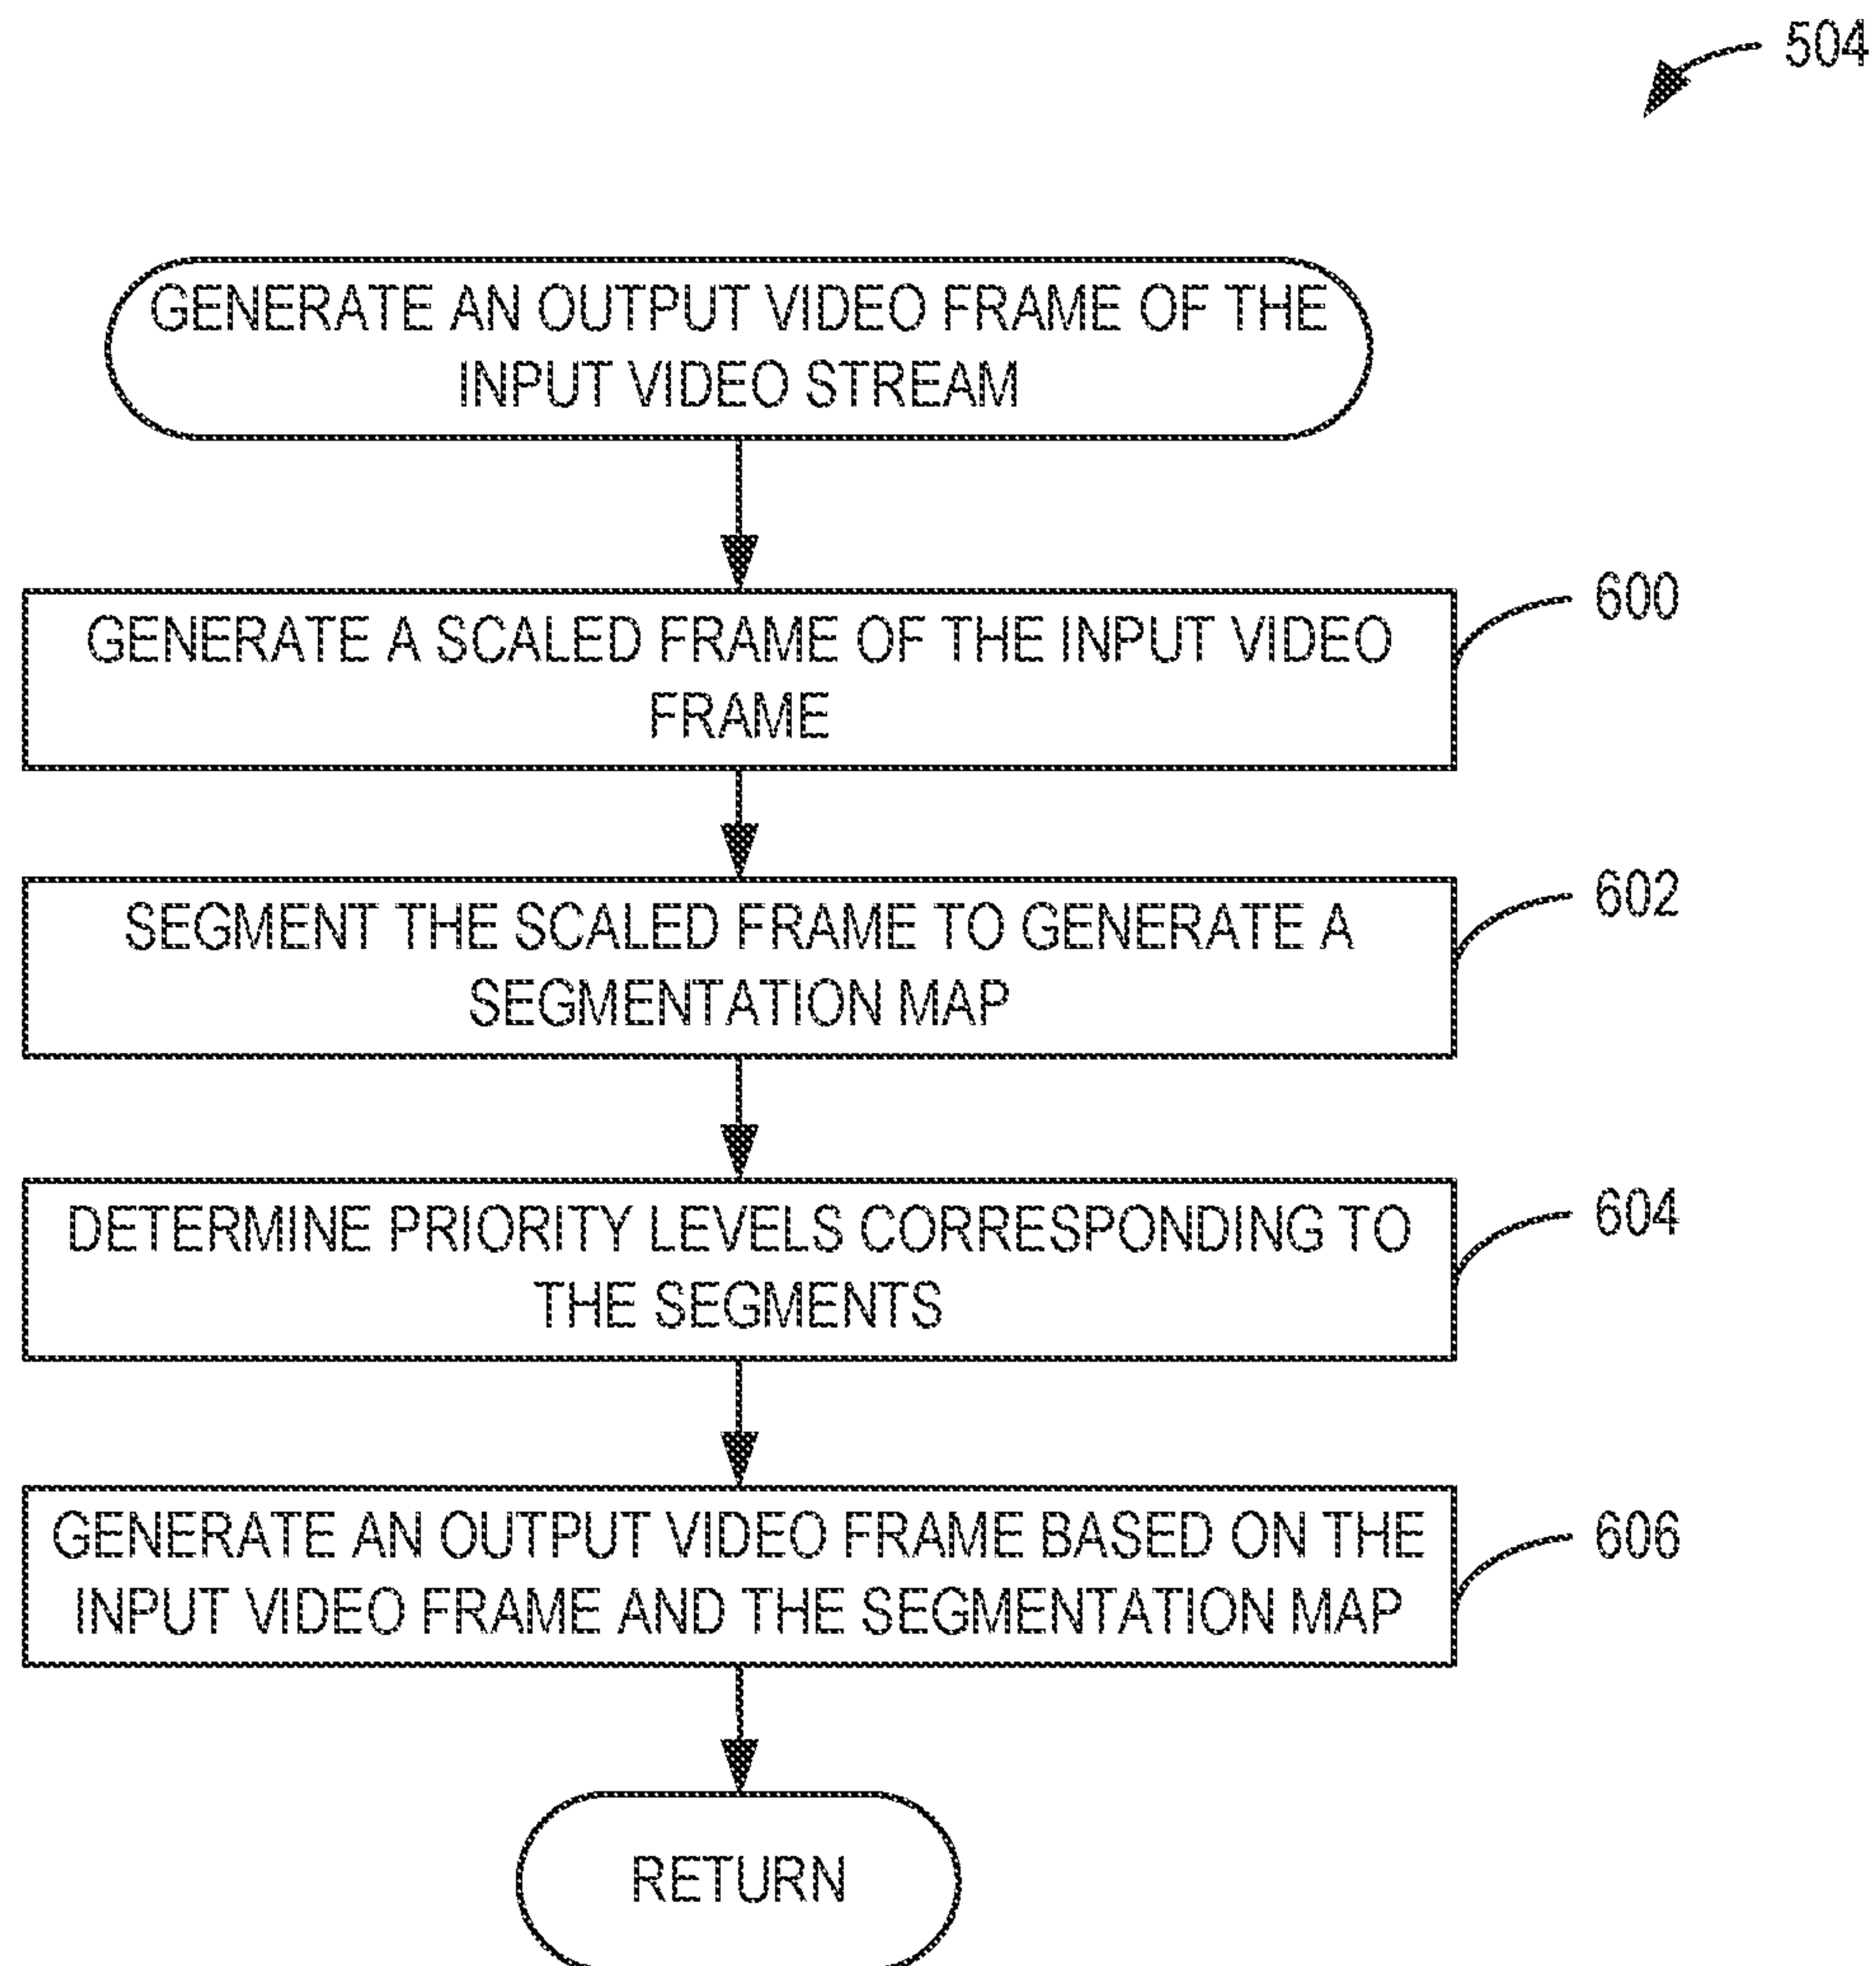 504
GENERATE AN OUTPUT VIDEO FRAME OF THE
INPUT VIDEO STREAM
600
GENERATE A SCALED FRAME OF THE INPUT VIDEO
FRAME
602
SEGMENT THE SCALED FRAME TO GENERATE A
SEGMENTATION MAP
604
DETERMINE PRIORITY LEVELS CORRESPONDING TO
THE SEGMENTS
606
GENERATE AN OUTPUT VIDEO FRAME BASED ON THE
INPUT VIDEO FRAME AND THE SEGMENTATION MAP
RETURN